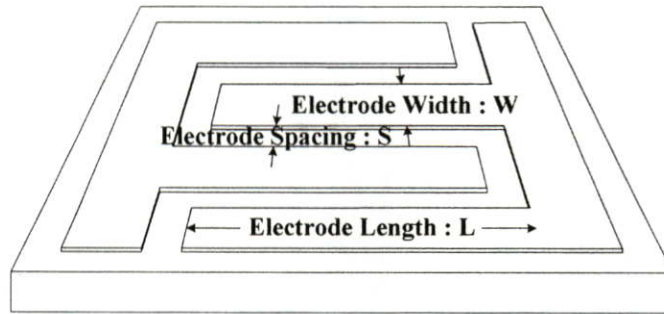 Electrode Width : W
Electrode Spacing : S
Electrode Length : L